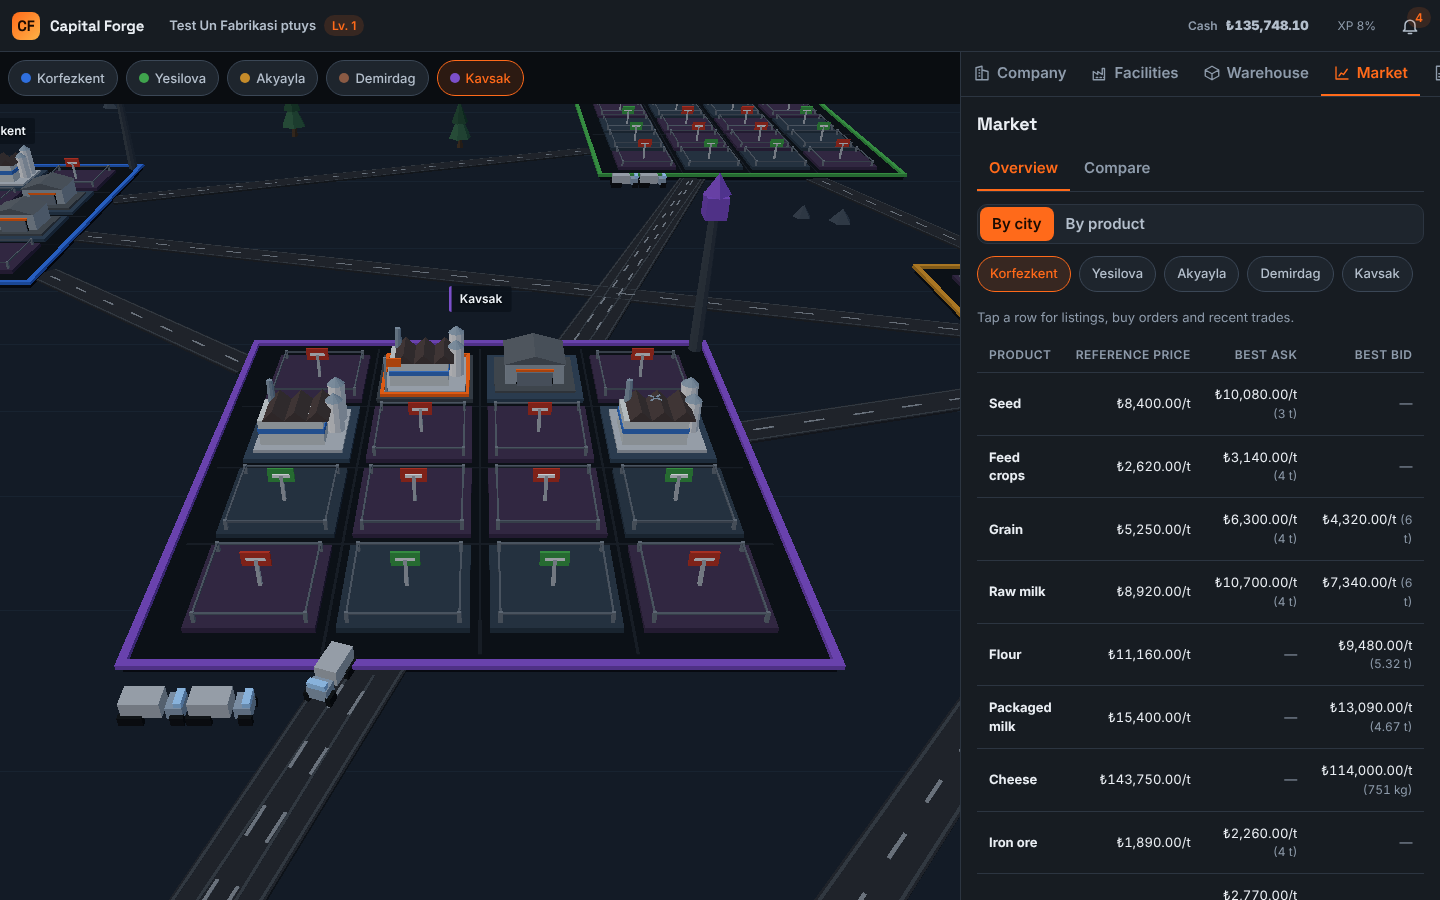 CF Capital Forge Test Un Fabrikasi ptuys Lv. 1 Cash ₺135,748.10 XP 8% 4
Korfezkent Yesilova Akyayla Demirdag Kavsak
Company Facilities Warehouse Market
kent
Kavsak
Market
Overview Compare
By city By product
Korfezkent Yesilova Akyayla Demirdag Kavsak
Tap a row for listings, buy orders and recent trades.
PRODUCT REFERENCE PRICE BEST ASK BEST BID
Seed ₺8,400.00/t ₺10,080.00/t (3 t) —
Feed crops ₺2,620.00/t ₺3,140.00/t (4 t) —
Grain ₺5,250.00/t ₺6,300.00/t (4 t) ₺4,320.00/t (6 t)
Raw milk ₺8,920.00/t ₺10,700.00/t (4 t) ₺7,340.00/t (6 t)
Flour ₺11,160.00/t — ₺9,480.00/t (5.32 t)
Packaged milk ₺15,400.00/t — ₺13,090.00/t (4.67 t)
Cheese ₺143,750.00/t — ₺114,000.00/t (751 kg)
Iron ore ₺1,890.00/t ₺2,260.00/t (4 t) —
₺2,770.00/t